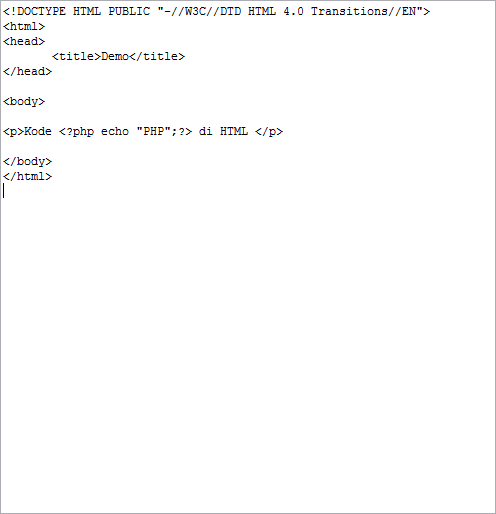 <!DOCTYPE HTML PUBLIC "-//W3C//DTD HTML 4.0 Transitions//EN">
<html>
<head>
       <title>Demo</title>
</head>

<body>

<p>Kode <?php echo "PHP";?> di HTML </p>

</body>
</html>